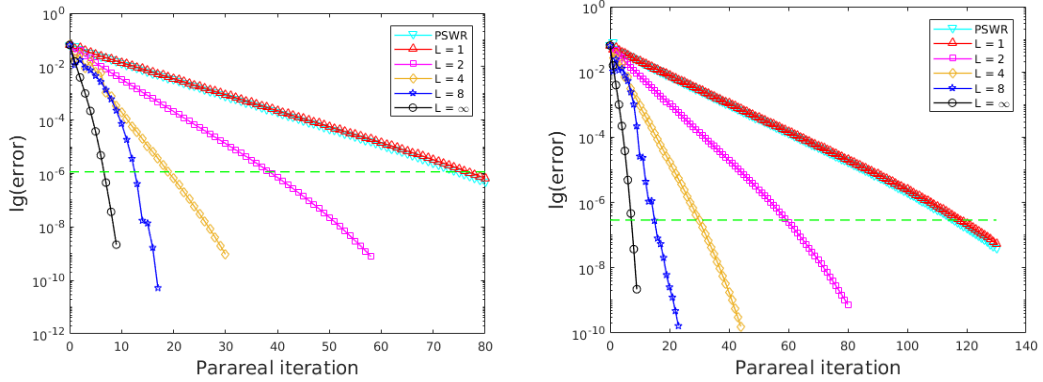 10^0
10^-2
10^-4
10^-6
10^-8
10^-10
10^-12
lg(error)
0 10 20 30 40 50 60 70 80
Parareal iteration
PSWR
L = 1
L = 2
L = 4
L = 8
L = ∞
10^0
10^-2
10^-4
10^-6
10^-8
10^-10
lg(error)
0 20 40 60 80 100 120 140
Parareal iteration
PSWR
L = 1
L = 2
L = 4
L = 8
L = ∞